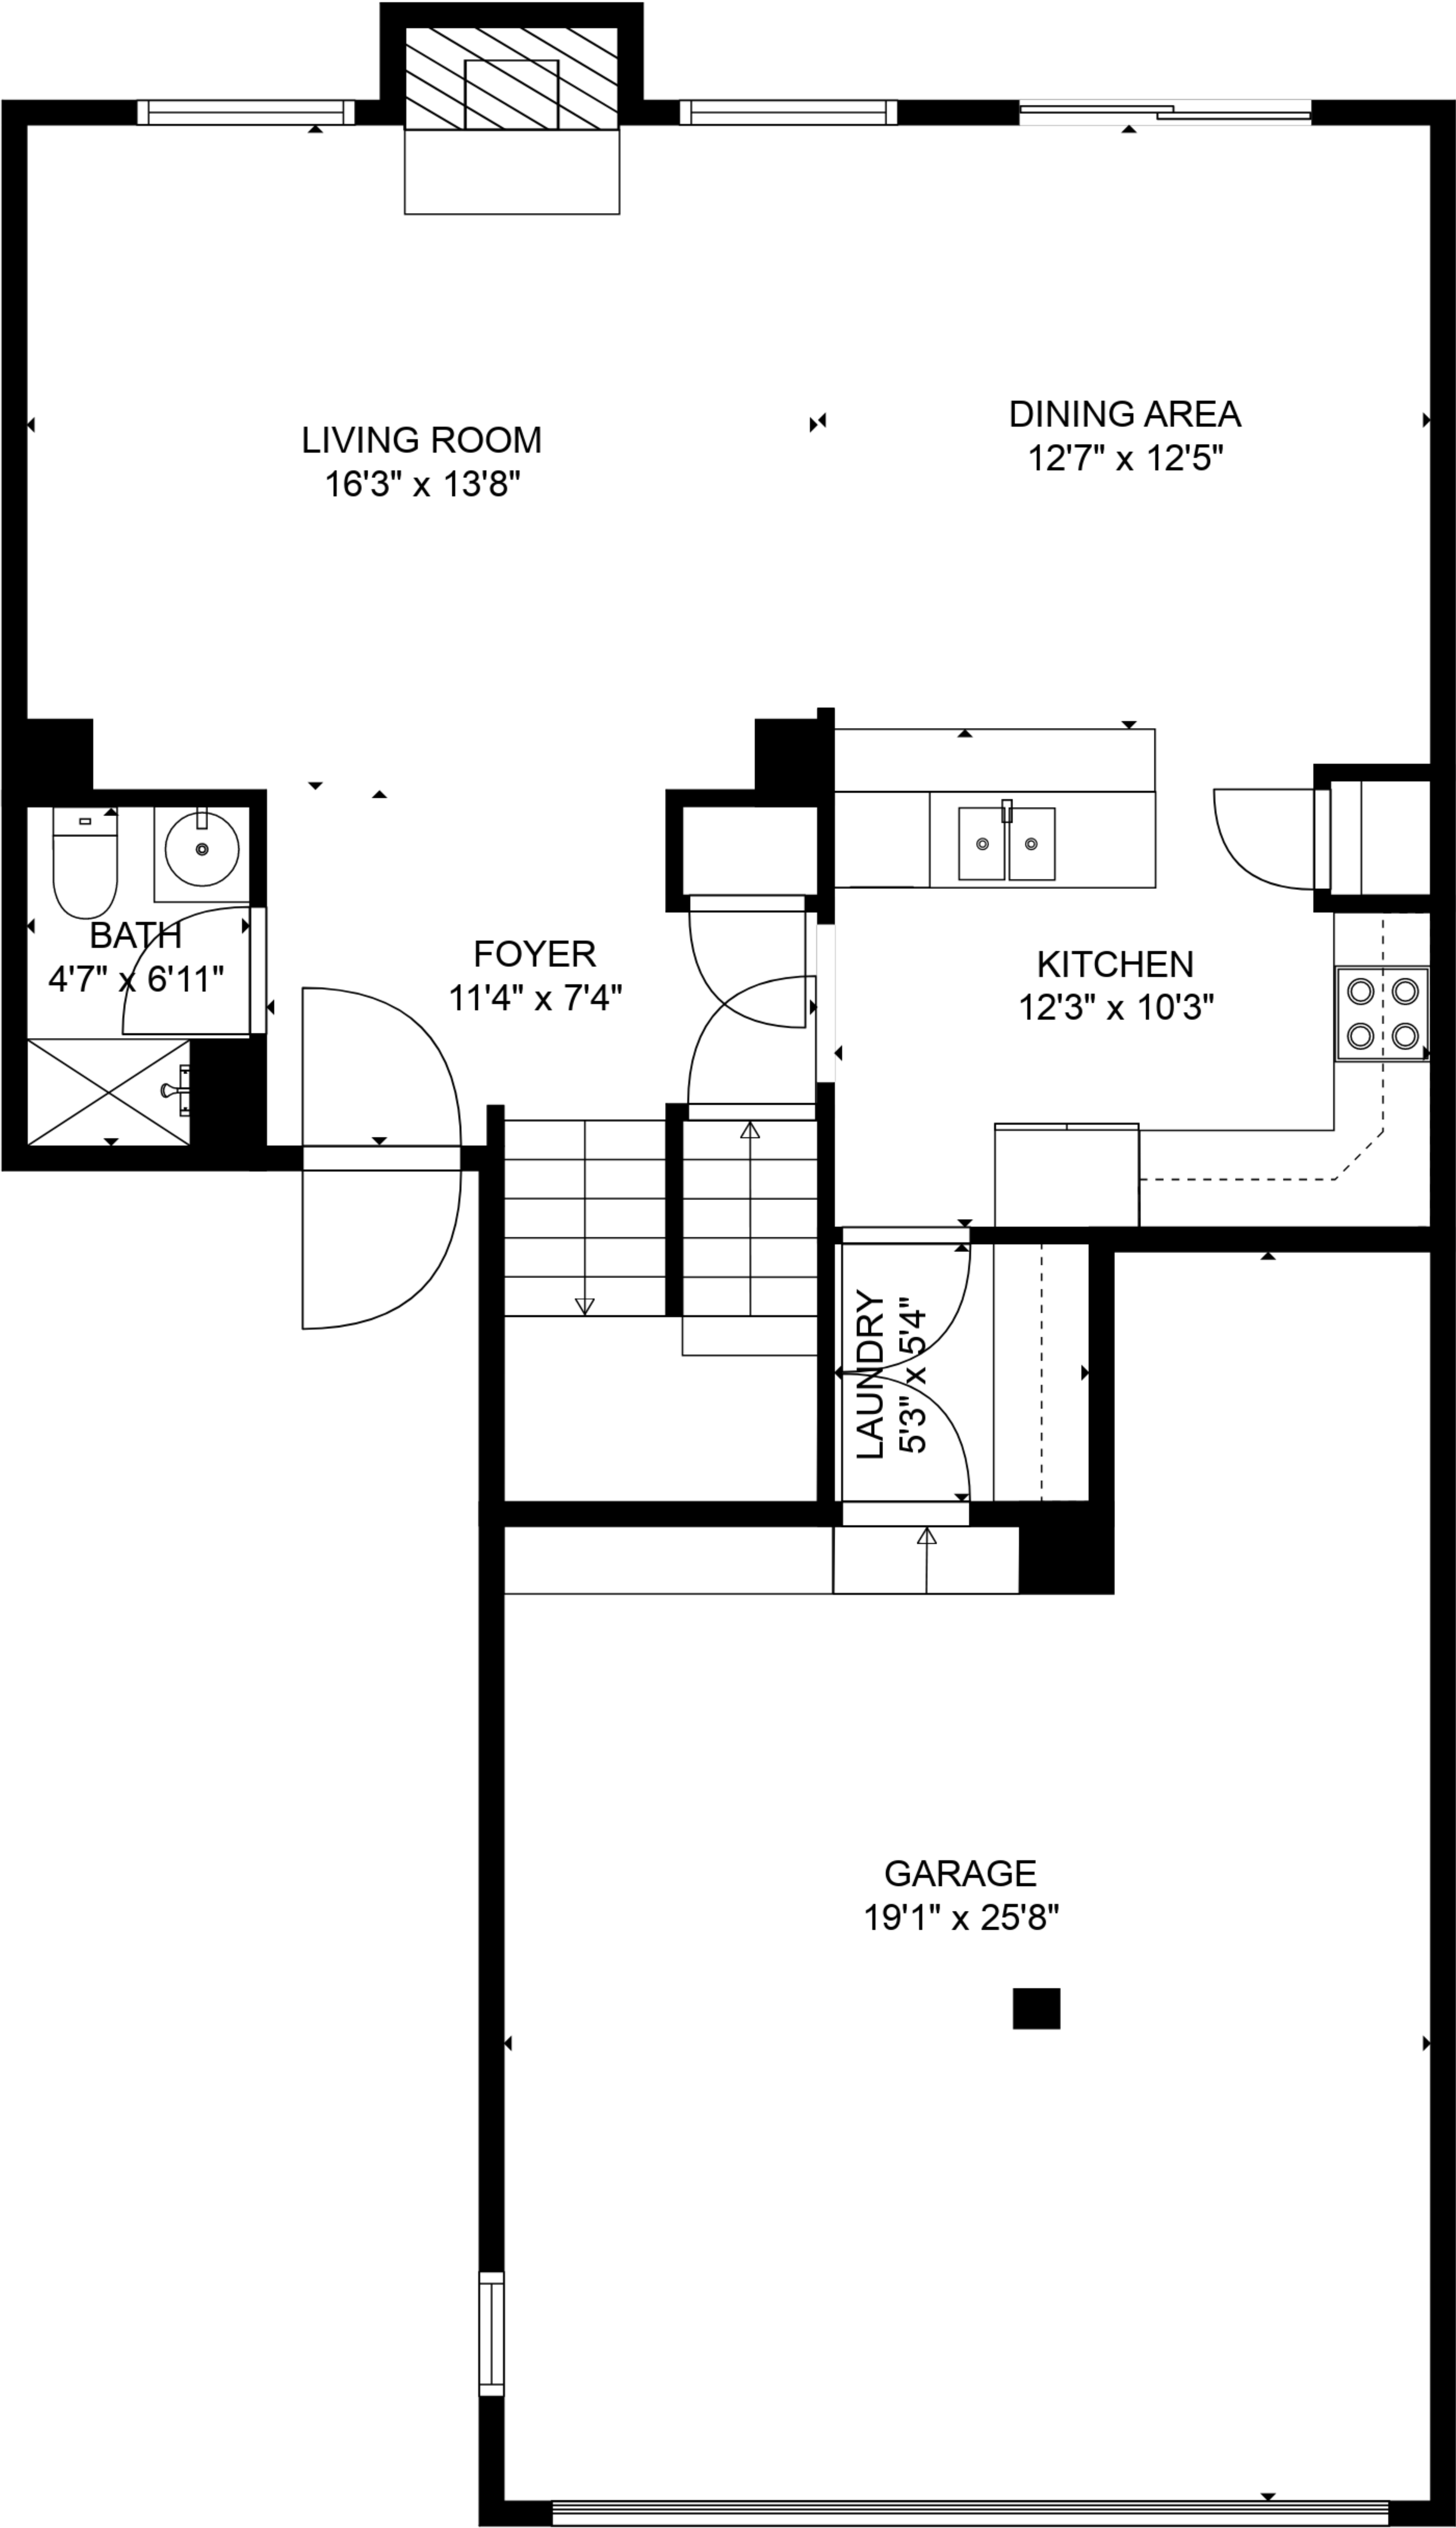 LIVING ROOM
16'3" x 13'8"
DINING AREA
12'7" x 12'5"
BATH
4'7" x 6'11"
FOYER
11'4" x 7'4"
KITCHEN
12'3" x 10'3"
LAUNDRY
5'3" x 5'4"
GARAGE
19'1" x 25'8"